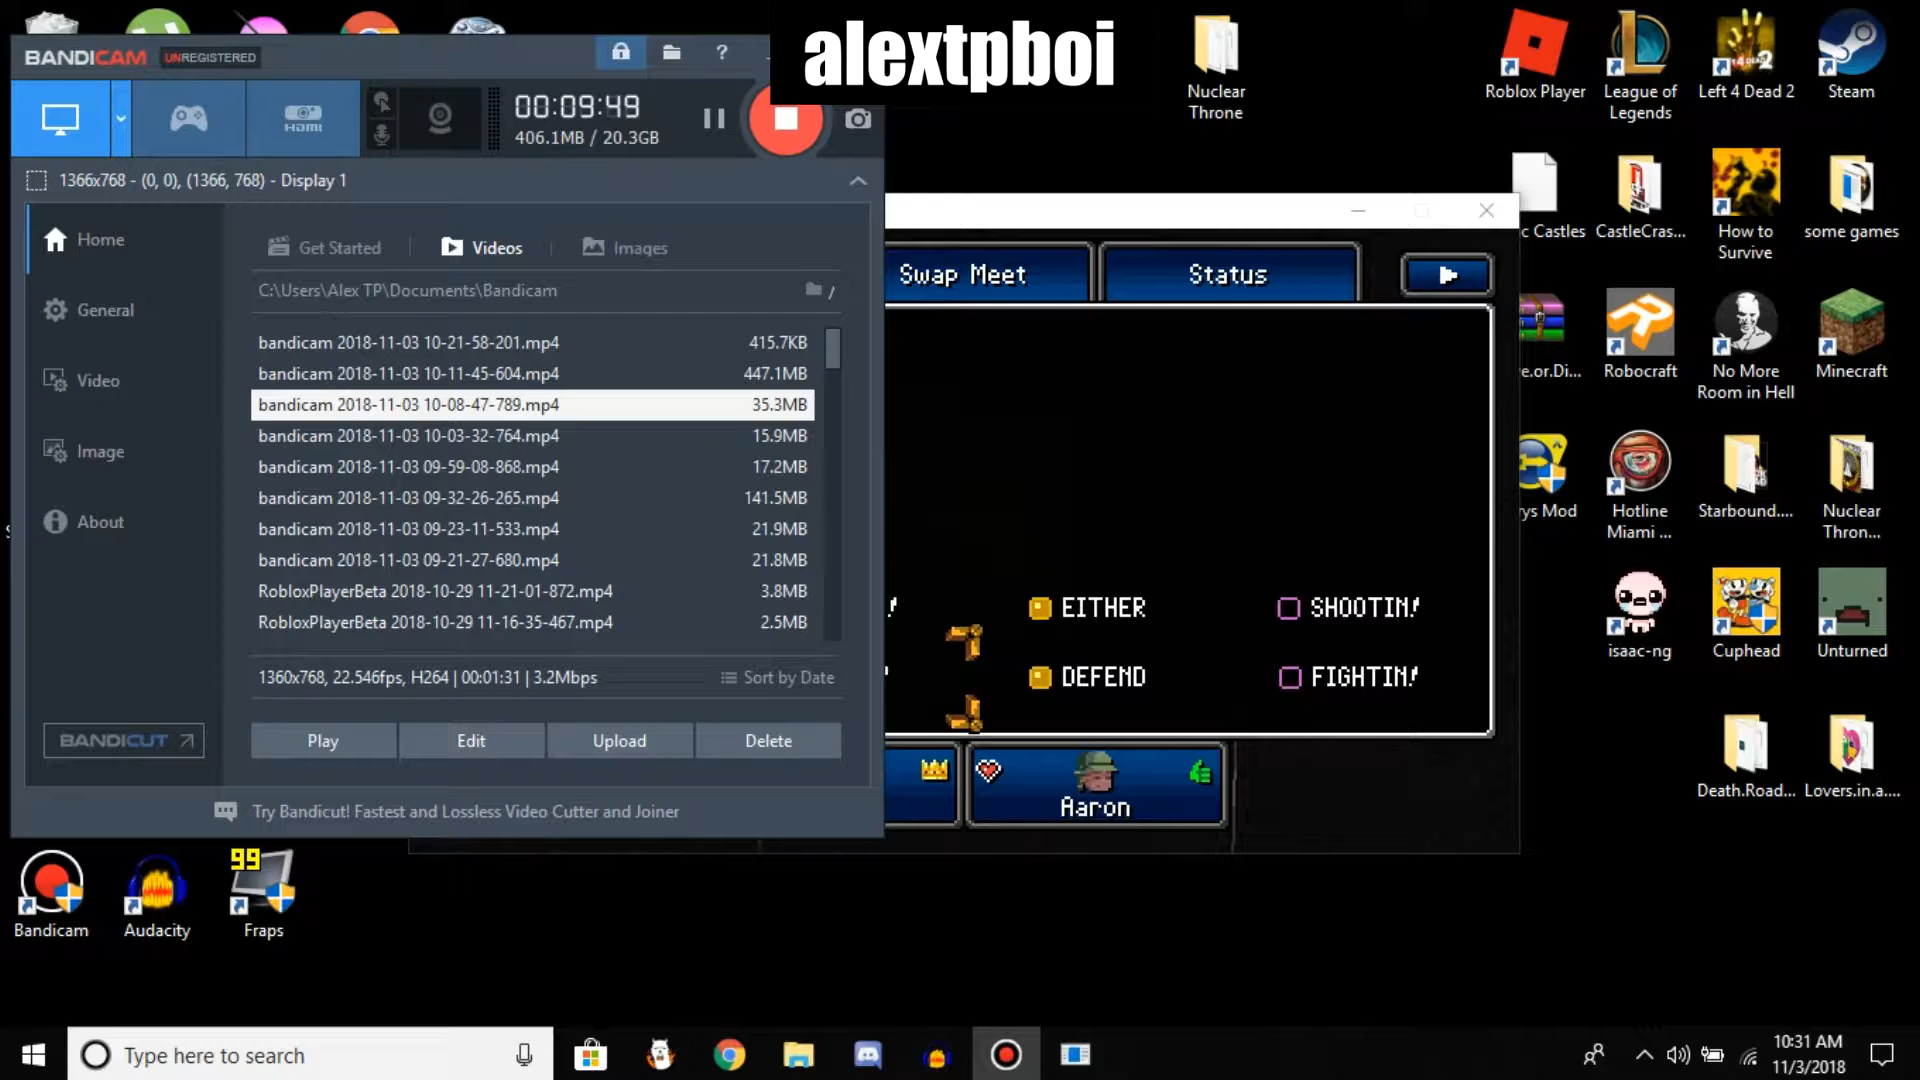 alextpboi
BANDICAM UNREGISTERED
?
HDMI
00:09:49
406.1MB / 20.3GB
1366x768 - (0, 0), (1366, 768) - Display 1
Home
General
Video
Image
About
BANDICUT
Get Started
Videos
Images
C:\Users\Alex TP\Documents\Bandicam
/
bandicam 2018-11-03 10-21-58-201.mp4 415.7KB
bandicam 2018-11-03 10-11-45-604.mp4 447.1MB
bandicam 2018-11-03 10-08-47-789.mp4 35.3MB
bandicam 2018-11-03 10-03-32-764.mp4 15.9MB
bandicam 2018-11-03 09-59-08-868.mp4 17.2MB
bandicam 2018-11-03 09-32-26-265.mp4 141.5MB
bandicam 2018-11-03 09-23-11-533.mp4 21.9MB
bandicam 2018-11-03 09-21-27-680.mp4 21.8MB
RobloxPlayerBeta 2018-10-29 11-21-01-872.mp4 3.8MB
RobloxPlayerBeta 2018-10-29 11-16-35-467.mp4 2.5MB
1360x768, 22.546fps, H264 | 00:01:31 | 3.2Mbps
Sort by Date
Play
Edit
Upload
Delete
Try Bandicut! Fastest and Lossless Video Cutter and Joiner
Swap Meet
Status
!
EITHER
SHOOTIN!
DEFEND
FIGHTIN!
Aaron
Nuclear
Throne
Roblox Player
League of
Legends
Left 4 Dead 2
Steam
c Castles
CastleCras...
How to
Survive
some games
e.or.Di...
Robocraft
No More
Room in Hell
Minecraft
ys Mod
Hotline
Miami ...
Starbound....
Nuclear
Thron...
isaac-ng
Cuphead
Unturned
Death.Road...
Lovers.in.a....
99
Bandicam
Audacity
Fraps
Type here to search
10:31 AM
11/3/2018